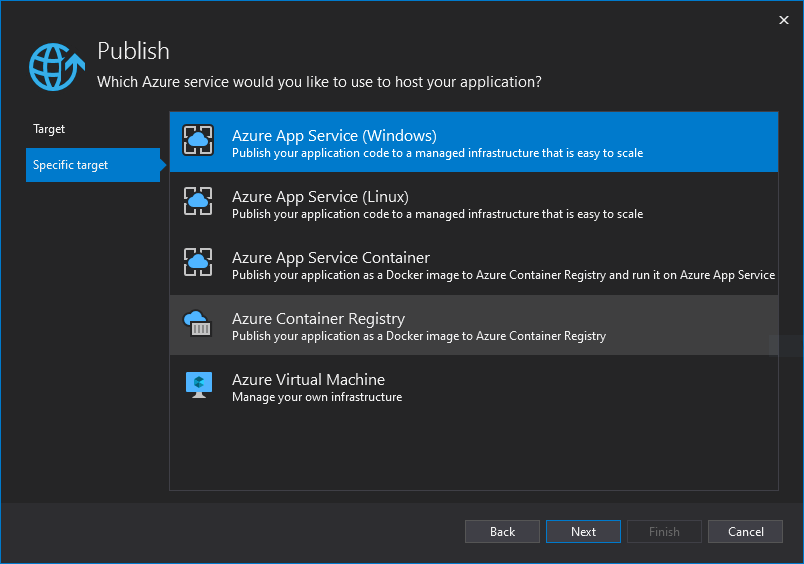 Publish
Which Azure service would you like to use to host your application?
Target
Specific target
Azure App Service (Windows)
Publish your application code to a managed infrastructure that is easy to scale
Azure App Service (Linux)
Publish your application code to a managed infrastructure that is easy to scale
Azure App Service Container
Publish your application as a Docker image to Azure Container Registry and run it on Azure App Service
Azure Container Registry
Publish your application as a Docker image to Azure Container Registry
Azure Virtual Machine
Manage your own infrastructure
Back
Next
Finish
Cancel